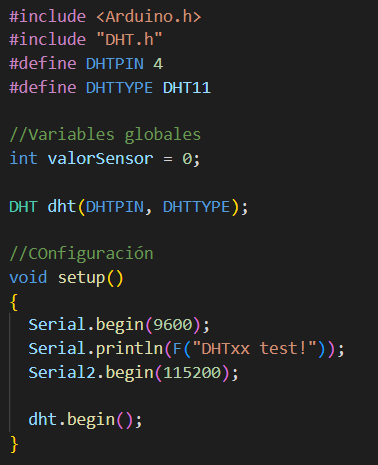 #include <Arduino.h>
#include "DHT.h"
#define DHTPIN 4
#define DHTTYPE DHT11
//Variables globales
int valorSensor = 0;
DHT dht(DHTPIN, DHTTYPE);
//COnfiguración
void setup()
{
  Serial.begin(9600);
  Serial.println(F("DHTxx test!"));
  Serial2.begin(115200);
  dht.begin();
}